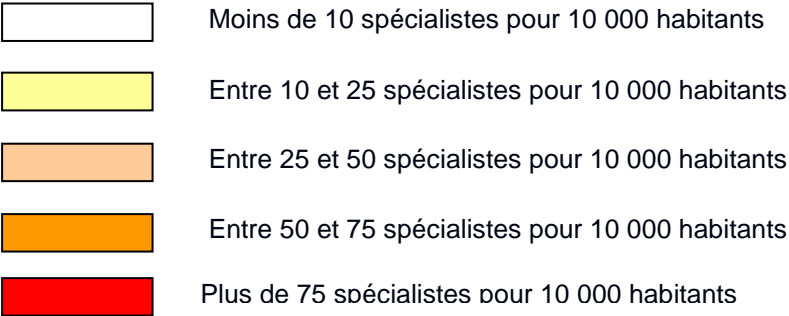 Moins de 10 spécialistes pour 10 000 habitants
Entre 10 et 25 spécialistes pour 10 000 habitants
Entre 25 et 50 spécialistes pour 10 000 habitants
Entre 50 et 75 spécialistes pour 10 000 habitants
Plus de 75 spécialistes pour 10 000 habitants